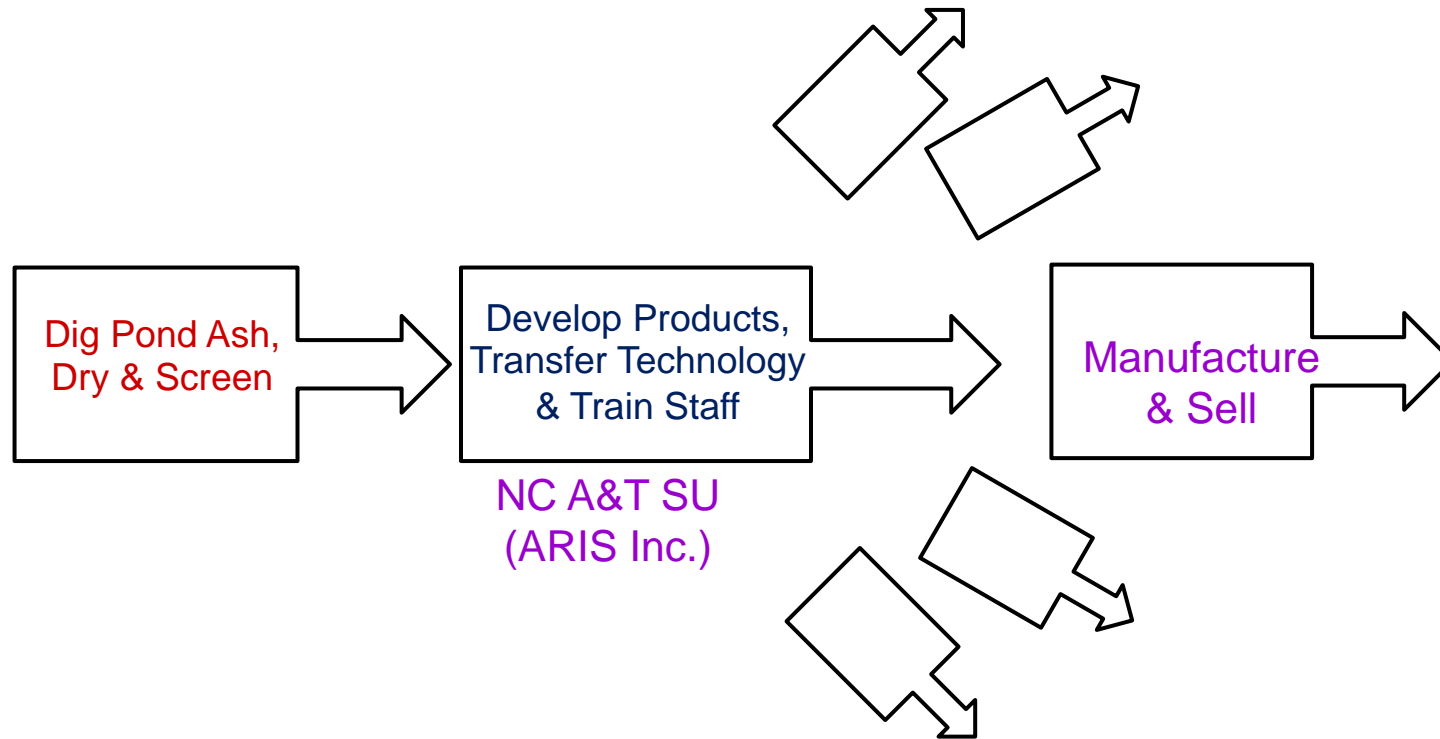 Dig Pond Ash,
Dry & Screen
Develop Products,
Transfer Technology
& Train Staff
NC A&T SU
(ARIS Inc.)
Manufacture
& Sell